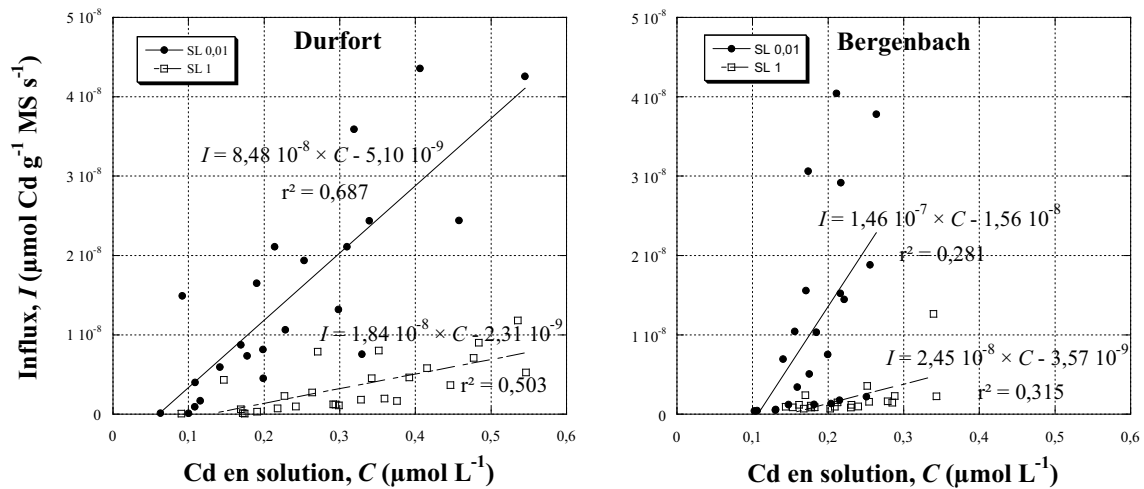 Influx, I (µmol Cd g⁻¹ MS s⁻¹)
5 10⁻⁸
4 10⁻⁸
3 10⁻⁸
2 10⁻⁸
1 10⁻⁸
0
Durfort
SL 0,01
SL 1
I = 8,48 10⁻⁸ × C - 5,10 10⁻⁹
r² = 0,687
I = 1,84 10⁻⁸ × C - 2,31 10⁻⁹
r² = 0,503
0 0,1 0,2 0,3 0,4 0,5 0,6
Cd en solution, C (µmol L⁻¹)
5 10⁻⁸
4 10⁻⁸
3 10⁻⁸
2 10⁻⁸
1 10⁻⁸
0
Bergenbach
SL 0,01
SL 1
I = 1,46 10⁻⁷ × C - 1,56 10⁻⁸
r² = 0,281
I = 2,45 10⁻⁸ × C - 3,57 10⁻⁹
r² = 0,315
0 0,1 0,2 0,3 0,4 0,5 0,6
Cd en solution, C (µmol L⁻¹)